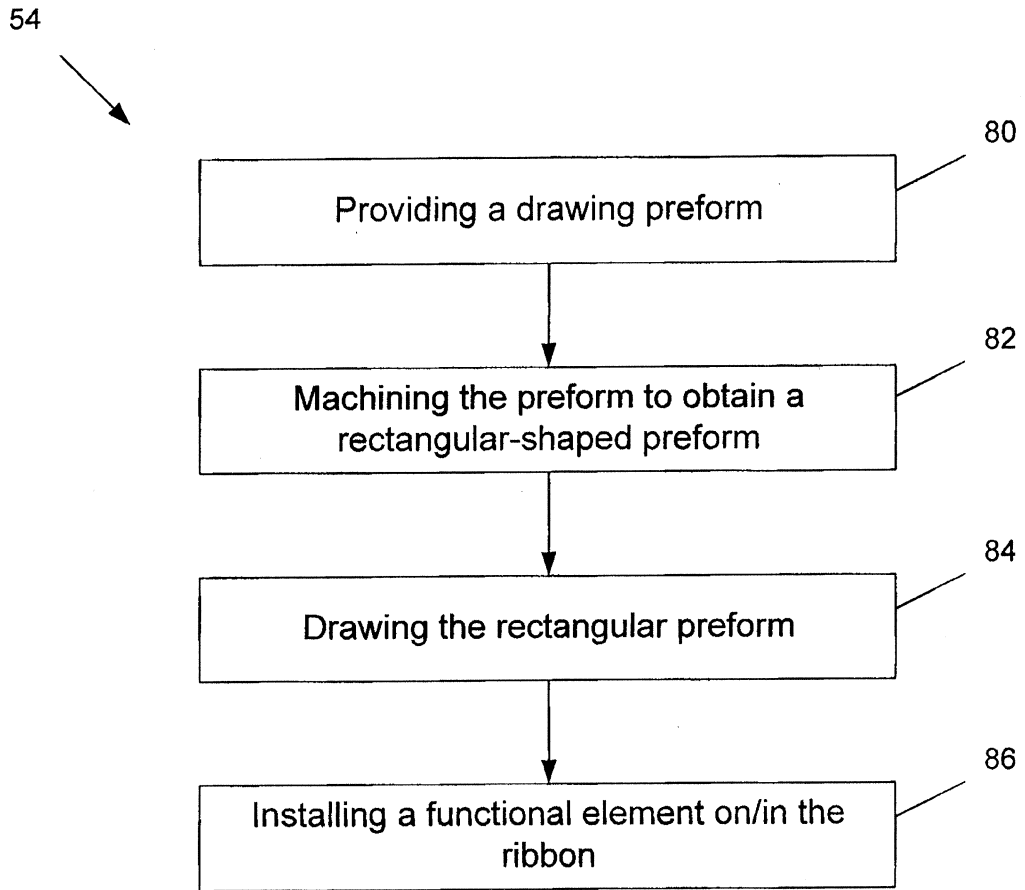 54
80
Providing a drawing preform
82
Machining the preform to obtain a
rectangular-shaped preform
84
Drawing the rectangular preform
86
Installing a functional element on/in the
ribbon